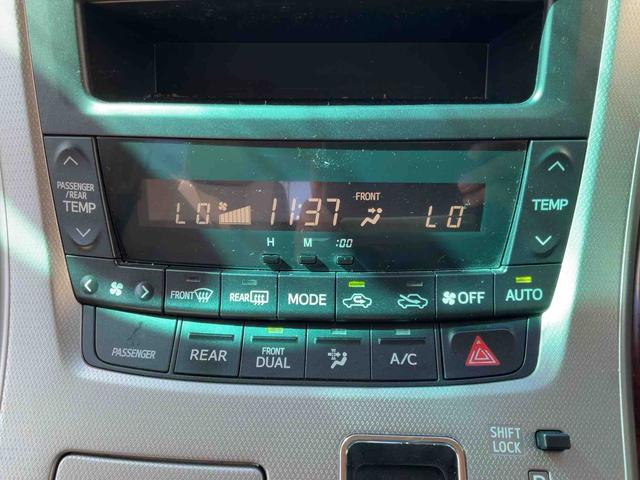 PASSENGER
/REAR
TEMP
LO
11:37
FRONT
LO
TEMP
H M :00
FRONT
REAR
MODE
OFF
AUTO
PASSENGER
REAR
FRONT
DUAL
A/C
SHIFT
LOCK
P